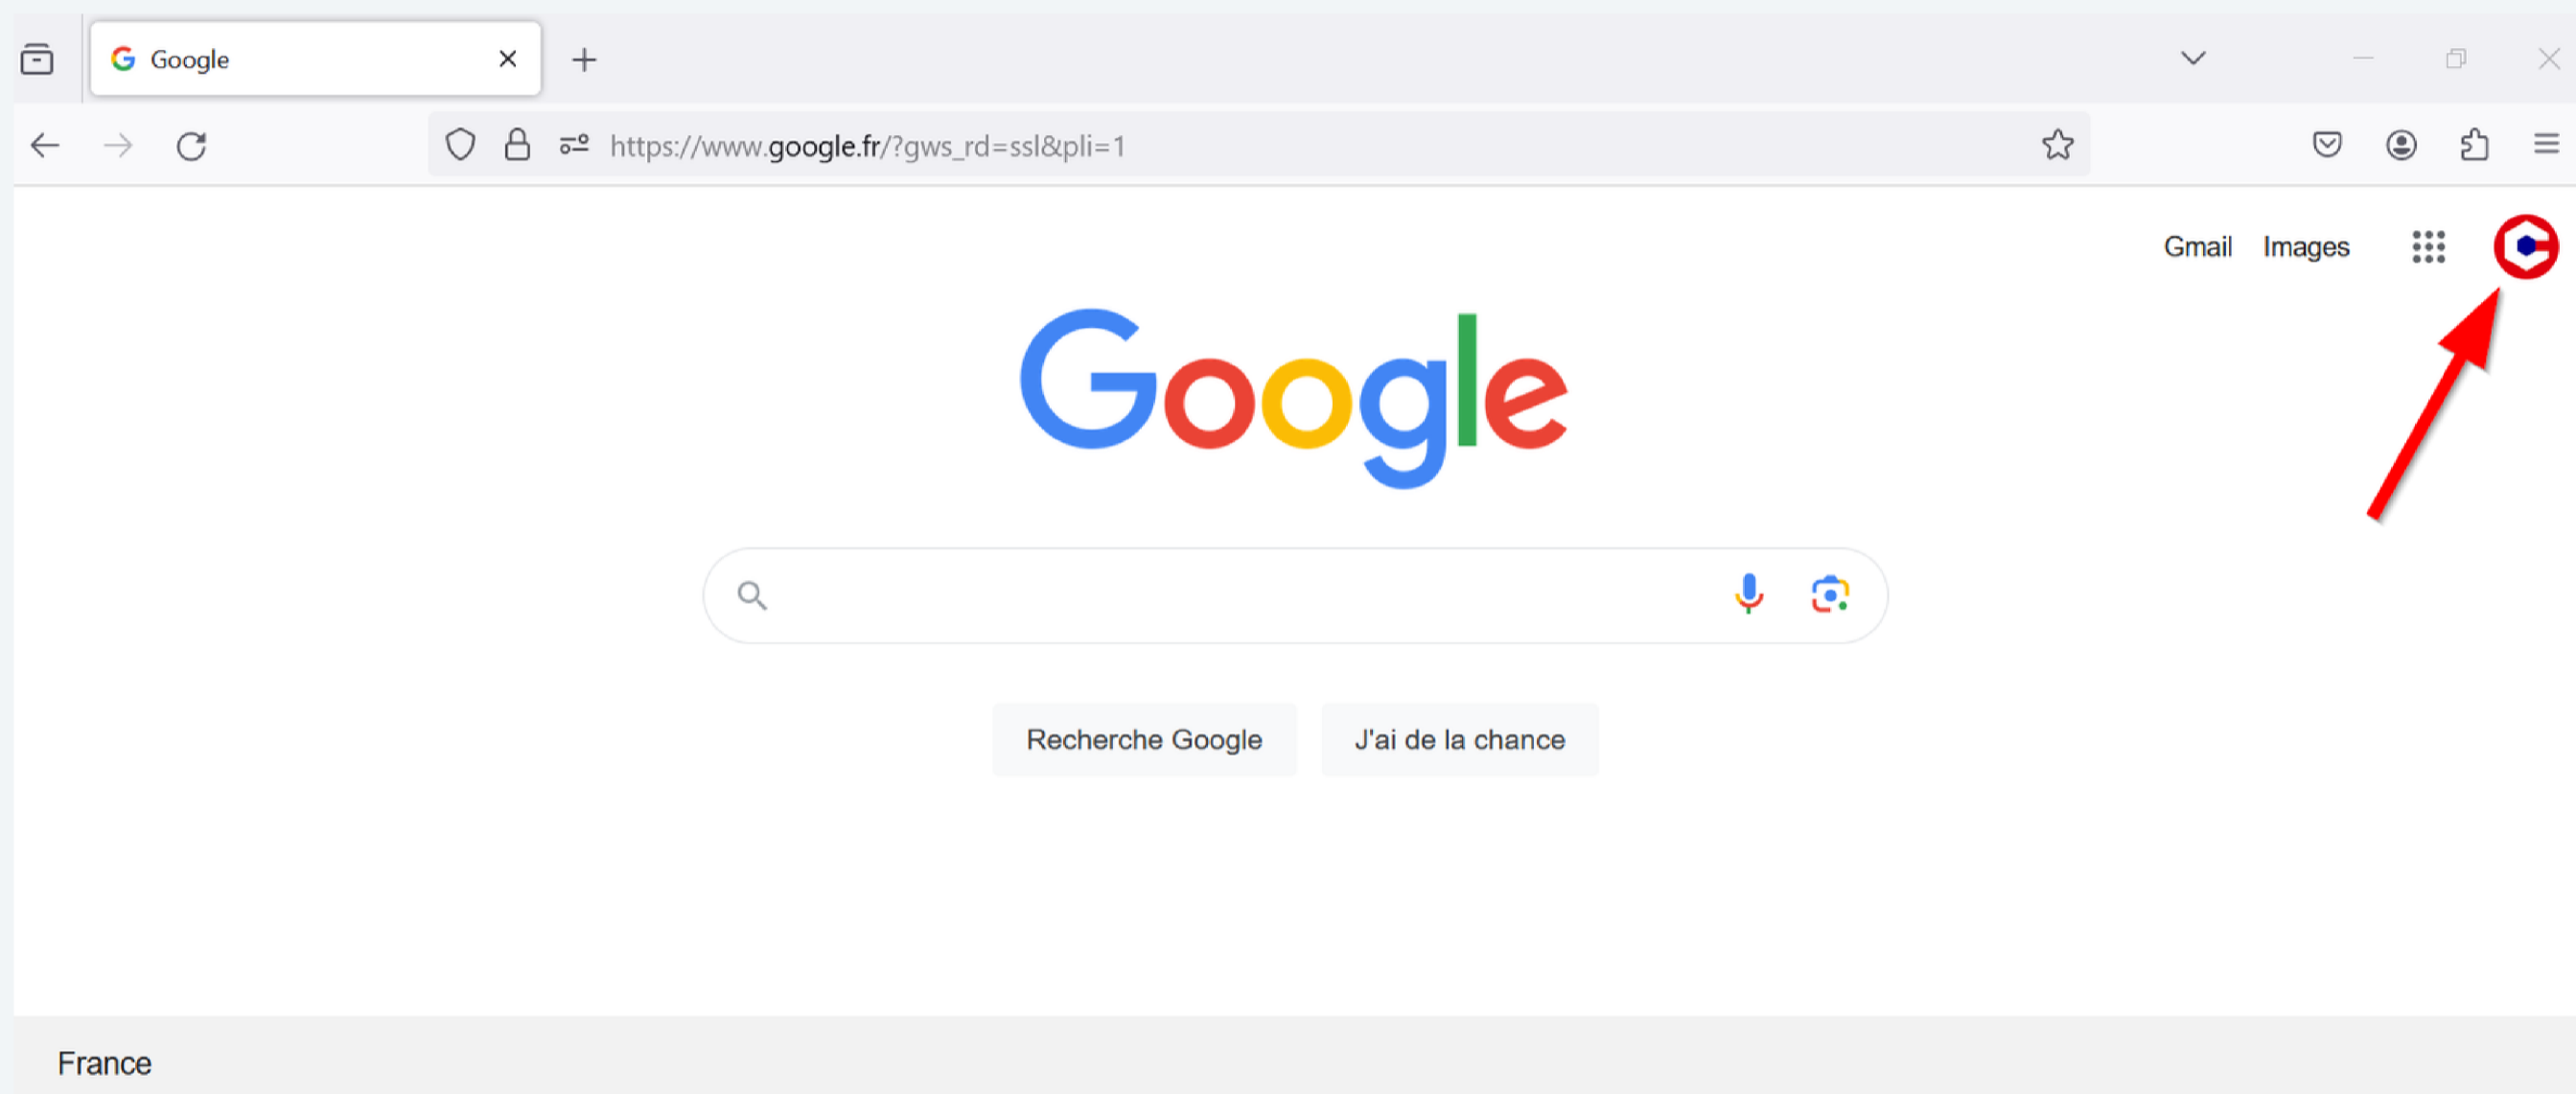 Google
https://www.google.fr/?gws_rd=ssl&pli=1
Gmail Images
Google
Recherche Google J'ai de la chance
France